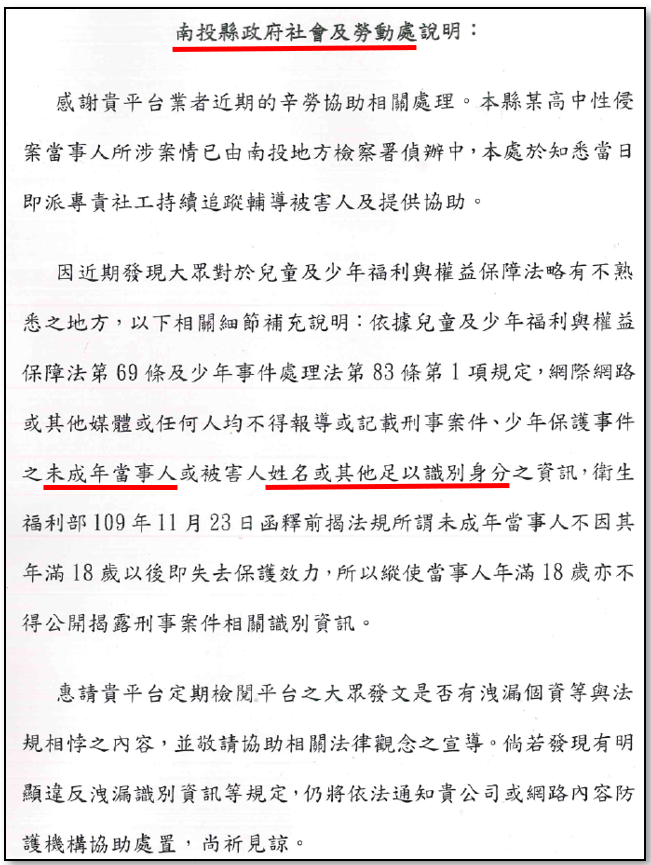 南投縣政府社會及勞動處說明：
感謝貴平台業者近期的辛勞協助相關處理。本縣某高中性侵
案當事人所涉案情已由南投地方檢察署偵辦中，本處於知悉當日
即派專責社工持續追蹤輔導被害人及提供協助。
因近期發現大眾對於兒童及少年福利與權益保障法略有不熟
悉之地方，以下相關細節補充說明：依據兒童及少年福利與權益
保障法第 69 條及少年事件處理法第 83 條第 1 項規定，網際網路
或其他媒體或任何人均不得報導或記載刑事案件、少年保護事件
之未成年當事人或被害人姓名或其他足以識別身分之資訊，衛生
福利部 109 年 11 月 23 日函釋前揭法規所謂未成年當事人不因其
年滿 18 歲以後即失去保護效力，所以縱使當事人年滿 18 歲亦不
得公開揭露刑事案件相關識別資訊。
惠請貴平台定期檢閱平台之大眾發文是否有洩漏個資等與法
規相悖之內容，並敬請協助相關法律觀念之宣導。倘若發現有明
顯違反洩漏識別資訊等規定，仍將依法通知貴公司或網路內容防
護機構協助處置，尚祈見諒。